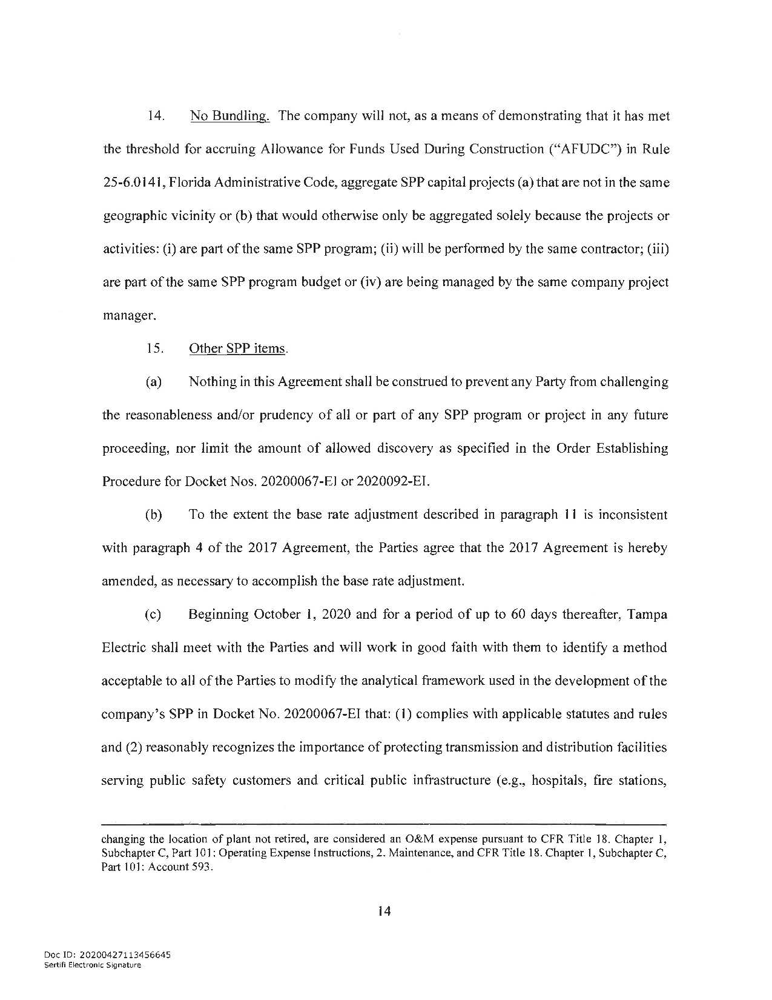 14. No Bundling. The company will not, as a means of demonstrating that it has met
the threshold for accruing Allowance for Funds Used During Construction (“AFUDC”) in Rule
25-6.0141, Florida Administrative Code, aggregate SPP capital projects (a) that are not in the same
geographic vicinity or (b) that would otherwise only be aggregated solely because the projects or
activities: (i) are part of the same SPP program; (ii) will be performed by the same contractor; (iii)
are part of the same SPP program budget or (iv) are being managed by the same company project
manager.
15. Other SPP items.
(a) Nothing in this Agreement shall be construed to prevent any Party from challenging
the reasonableness and/or prudency of all or part of any SPP program or project in any future
proceeding, nor limit the amount of allowed discovery as specified in the Order Establishing
Procedure for Docket Nos. 20200067-EI or 2020092-EI.
(b) To the extent the base rate adjustment described in paragraph 11 is inconsistent
with paragraph 4 of the 2017 Agreement, the Parties agree that the 2017 Agreement is hereby
amended, as necessary to accomplish the base rate adjustment.
(c) Beginning October 1, 2020 and for a period of up to 60 days thereafter, Tampa
Electric shall meet with the Parties and will work in good faith with them to identify a method
acceptable to all of the Parties to modify the analytical framework used in the development of the
company’s SPP in Docket No. 20200067-EI that: (1) complies with applicable statutes and rules
and (2) reasonably recognizes the importance of protecting transmission and distribution facilities
serving public safety customers and critical public infrastructure (e.g., hospitals, fire stations,
changing the location of plant not retired, are considered an O&M expense pursuant to CFR Title 18. Chapter 1,
Subchapter C, Part 101: Operating Expense Instructions, 2. Maintenance, and CFR Title 18. Chapter 1, Subchapter C,
Part 101: Account 593.
14
Doc ID: 20200427113456645
Sertifi Electronic Signature